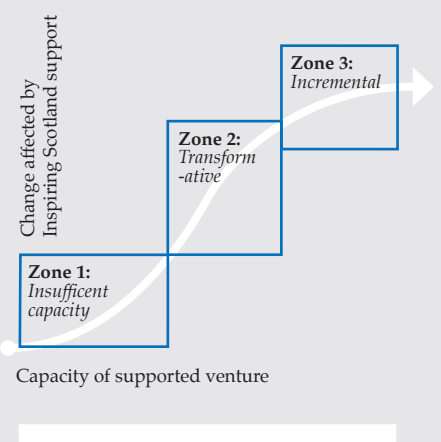 Change affected by
Inspiring Scotland support
Zone 3:
Incremental
Zone 2:
Transform
-ative
Zone 1:
Insufficent
capacity
Capacity of supported venture